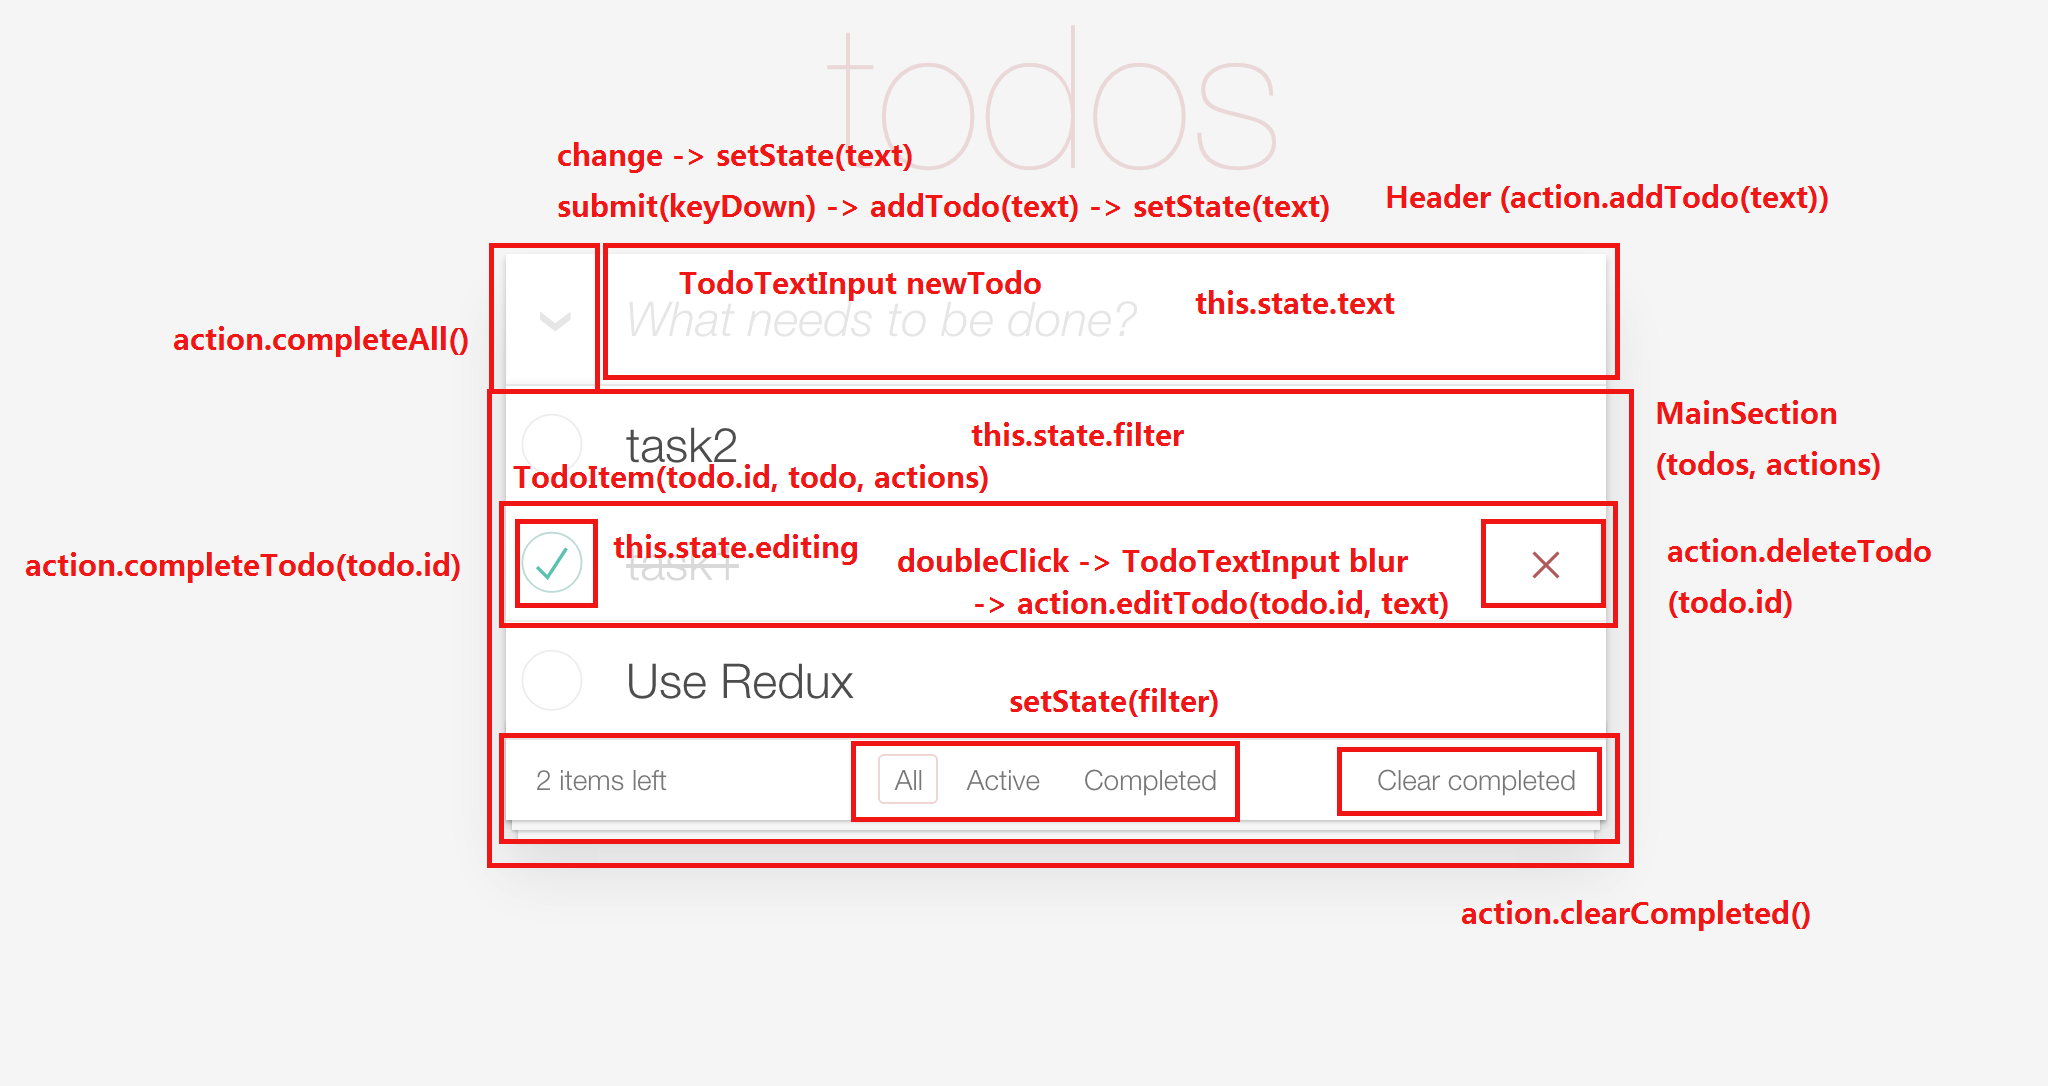 todos
change -> setState(text)
submit(keyDown) -> addTodo(text) -> setState(text)
Header (action.addTodo(text))
TodoTextInput newTodo
this.state.text
What needs to be done?
action.completeAll()
MainSection
(todos, actions)
task2
this.state.filter
TodoItem(todo.id, todo, actions)
action.completeTodo(todo.id)
this.state.editing
task1
doubleClick -> TodoTextInput blur
-> action.editTodo(todo.id, text)
action.deleteTodo
(todo.id)
Use Redux
setState(filter)
2 items left
All
Active
Completed
Clear completed
action.clearCompleted()